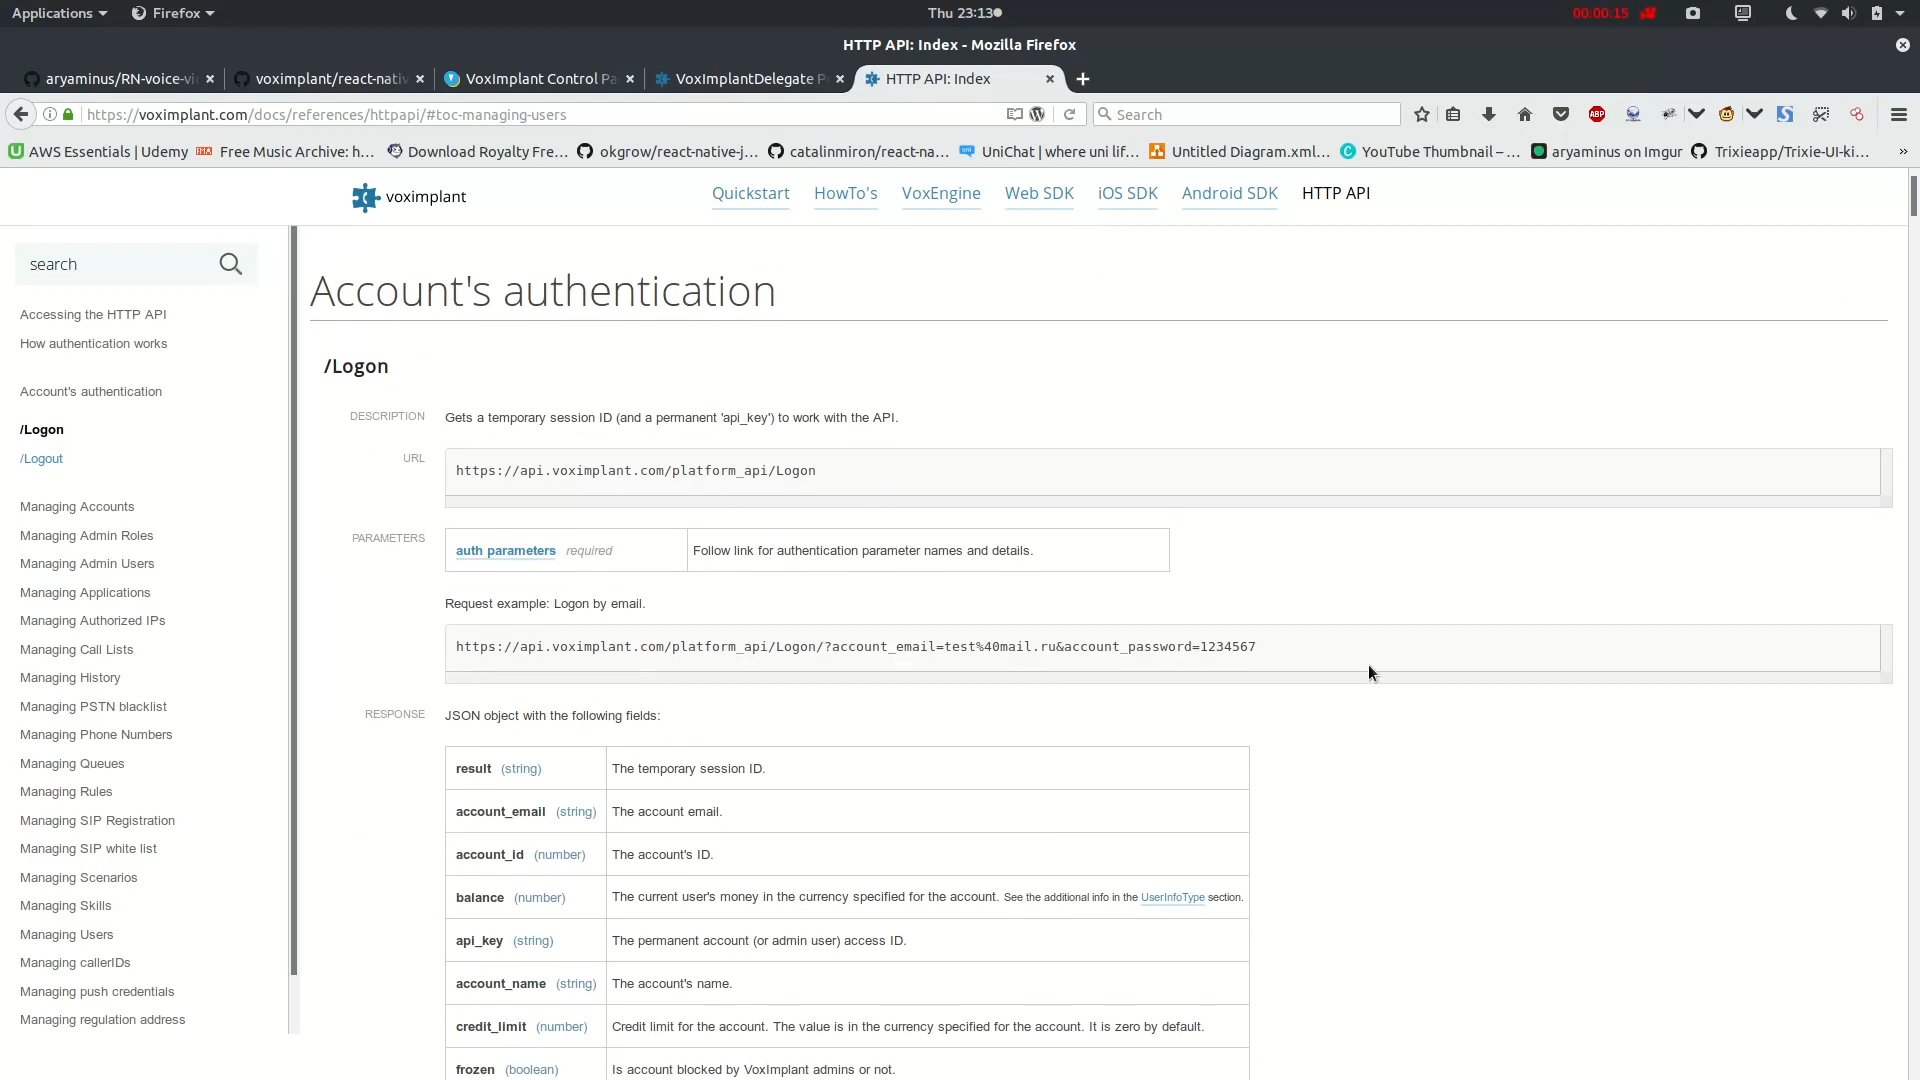 Applications
Firefox
Thu 23:13
00:00:15
HTTP API: Index - Mozilla Firefox
aryaminus/RN-voice-vi
voximplant/react-nativ
VoxImplant Control Pa
VoxImplantDelegate P
HTTP API: Index
https://voximplant.com/docs/references/httpapi/#toc-managing-users
Search
ABP
AWS Essentials | Udemy
Free Music Archive: h...
Download Royalty Fre...
okgrow/react-native-j...
catalinmiron/react-na...
UniChat | where uni lif...
Untitled Diagram.xml...
YouTube Thumbnail – ...
aryaminus on Imgur
Trixieapp/Trixie-UI-ki...
voximplant
Quickstart
HowTo's
VoxEngine
Web SDK
iOS SDK
Android SDK
HTTP API
search
Accessing the HTTP API
How authentication works
Account's authentication
/Logon
/Logout
Managing Accounts
Managing Admin Roles
Managing Admin Users
Managing Applications
Managing Authorized IPs
Managing Call Lists
Managing History
Managing PSTN blacklist
Managing Phone Numbers
Managing Queues
Managing Rules
Managing SIP Registration
Managing SIP white list
Managing Scenarios
Managing Skills
Managing Users
Managing callerIDs
Managing push credentials
Managing regulation address
Account's authentication
/Logon
DESCRIPTION
Gets a temporary session ID (and a permanent 'api_key') to work with the API.
URL
https://api.voximplant.com/platform_api/Logon
PARAMETERS
auth parameters required
Follow link for authentication parameter names and details.
Request example: Logon by email.
https://api.voximplant.com/platform_api/Logon/?account_email=test%40mail.ru&account_password=1234567
RESPONSE
JSON object with the following fields:
result (string)
The temporary session ID.
account_email (string)
The account email.
account_id (number)
The account's ID.
balance (number)
The current user's money in the currency specified for the account. See the additional info in the UserInfoType section.
api_key (string)
The permanent account (or admin user) access ID.
account_name (string)
The account's name.
credit_limit (number)
Credit limit for the account. The value is in the currency specified for the account. It is zero by default.
frozen (boolean)
Is account blocked by VoxImplant admins or not.